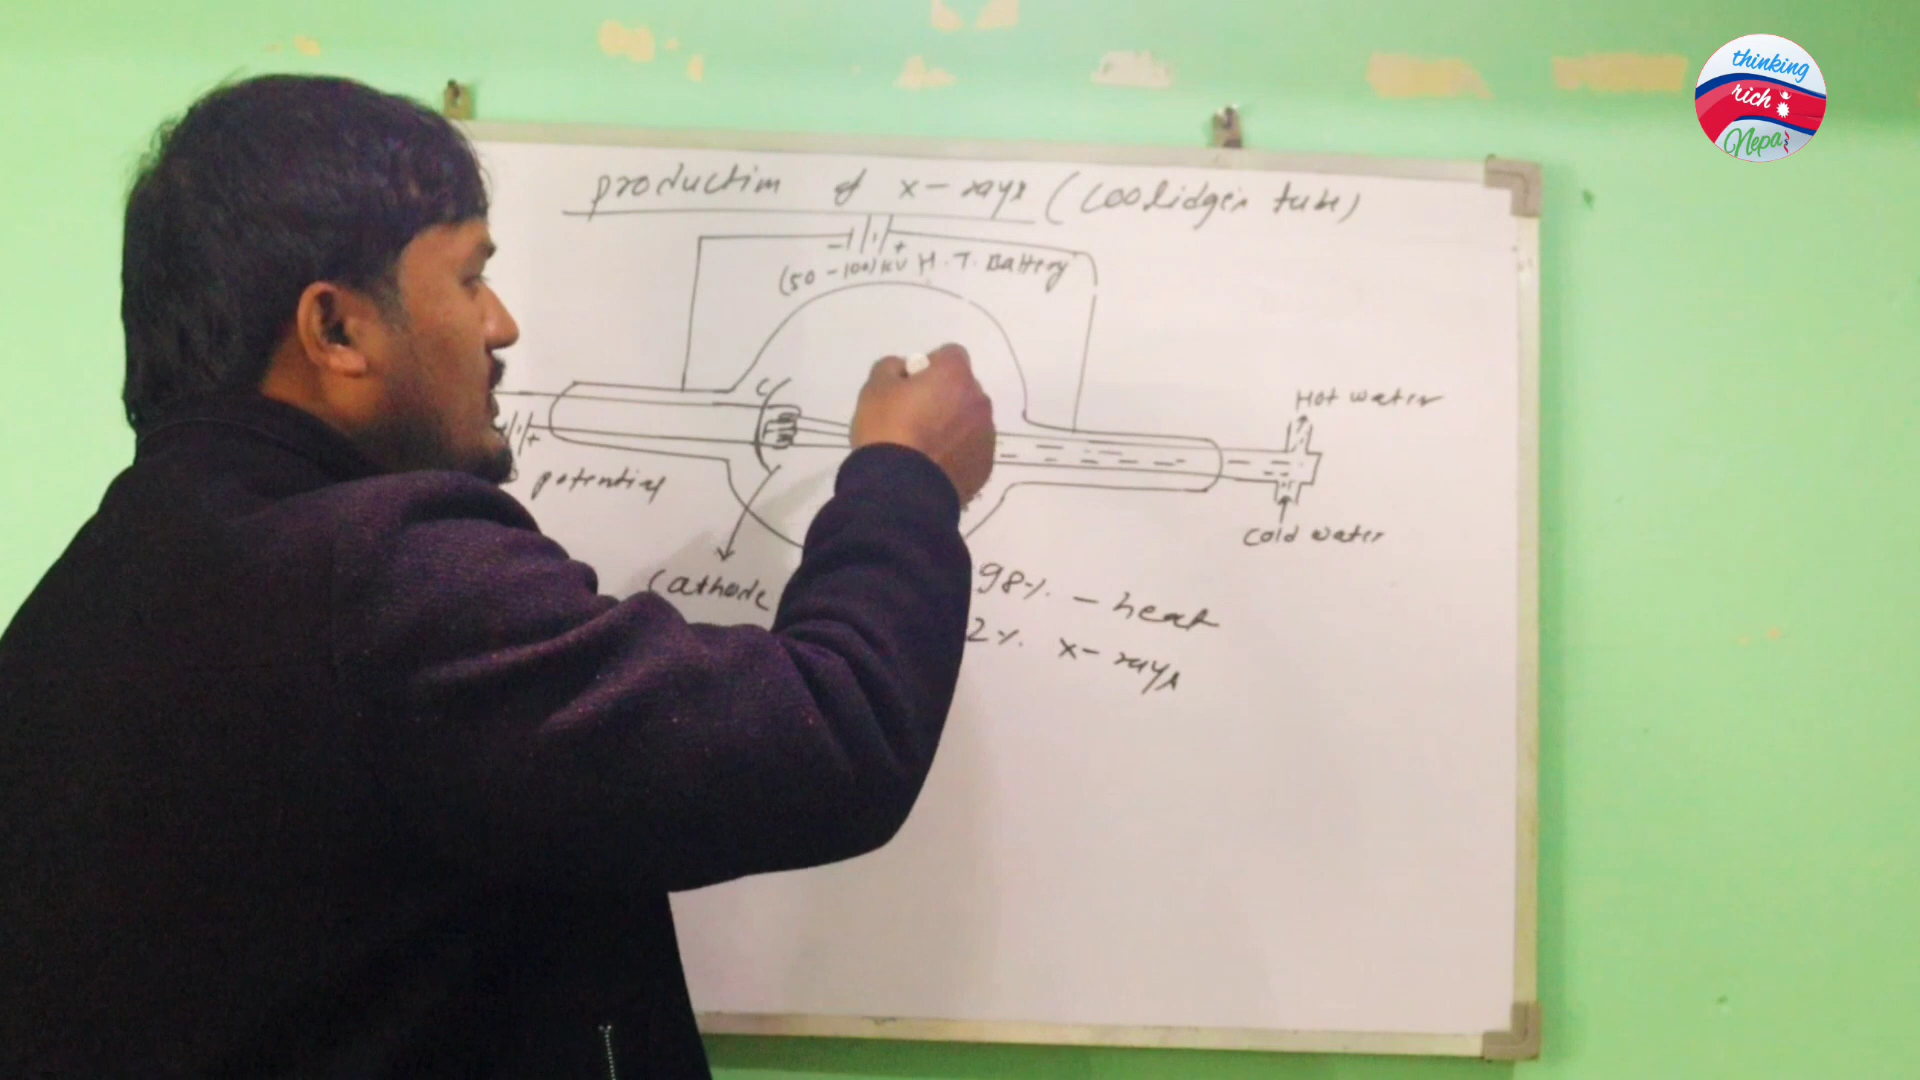 thinking
rich
Nepal
production of x-rays (coolidge's tube)
- +
(50-100)kv H.T. Battery
C
Hot water
+
potential
cold water
Cathode
98% - heat
2% x-rays